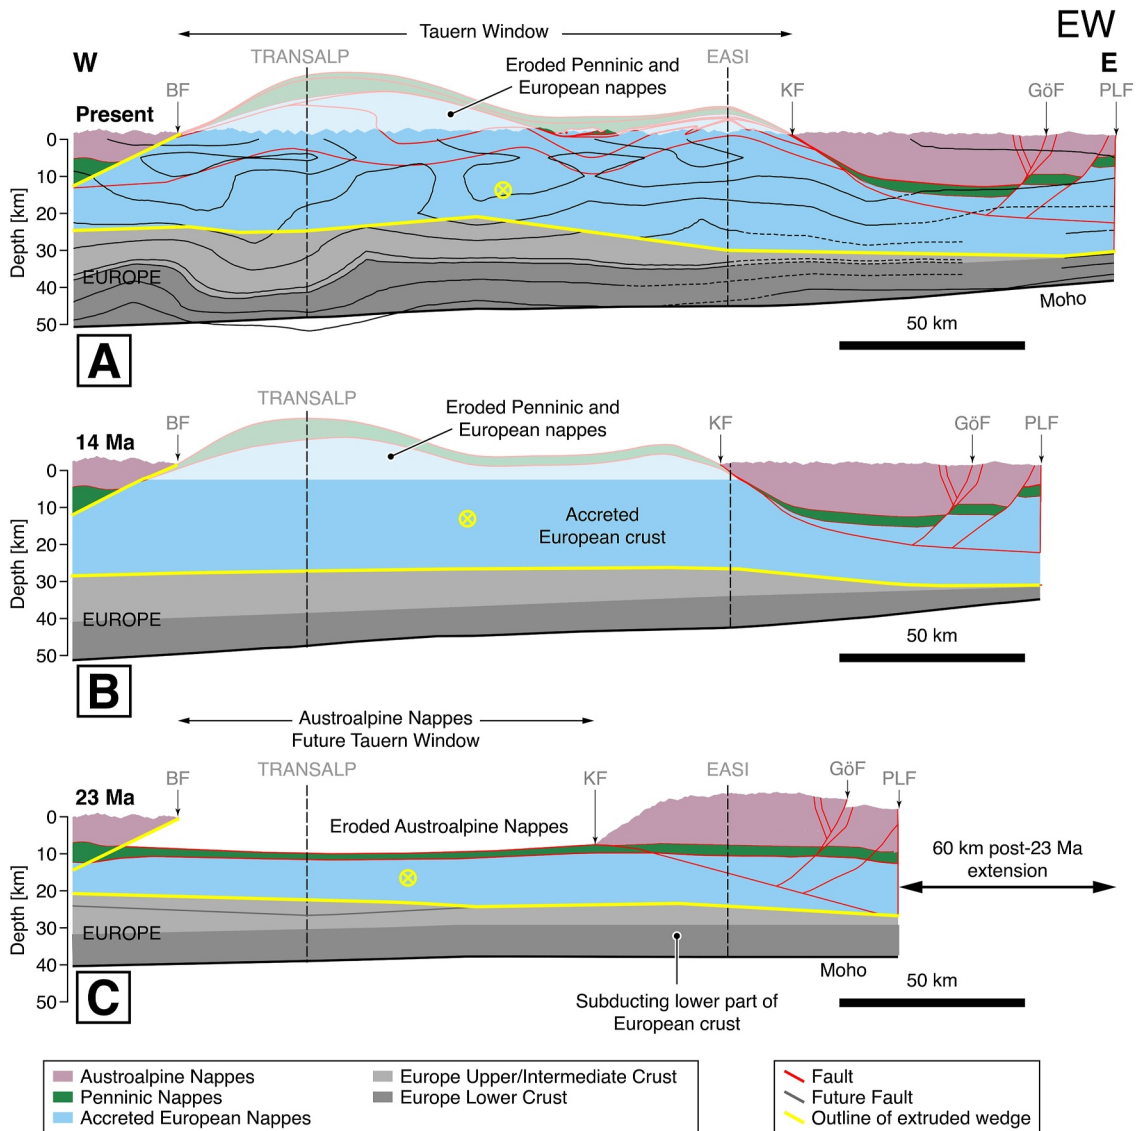 EW
Tauern Window
W
TRANSALP
EASI
E
Eroded Penninic and
European nappes
BF
KF
GöF
PLF
Present
0
10
20
30
40
50
Depth [km]
EUROPE
Moho
50 km
A
TRANSALP
Eroded Penninic and
European nappes
BF
KF
GöF
PLF
14 Ma
0
10
20
30
40
50
Depth [km]
Accreted
European crust
EUROPE
50 km
B
Austroalpine Nappes
Future Tauern Window
TRANSALP
EASI
BF
KF
GöF
PLF
23 Ma
0
10
20
30
40
50
Depth [km]
Eroded Austroalpine Nappes
60 km post-23 Ma
extension
EUROPE
Moho
50 km
C
Subducting lower part of
European crust
Austroalpine Nappes
Penninic Nappes
Accreted European Nappes
Europe Upper/Intermediate Crust
Europe Lower Crust
Fault
Future Fault
Outline of extruded wedge